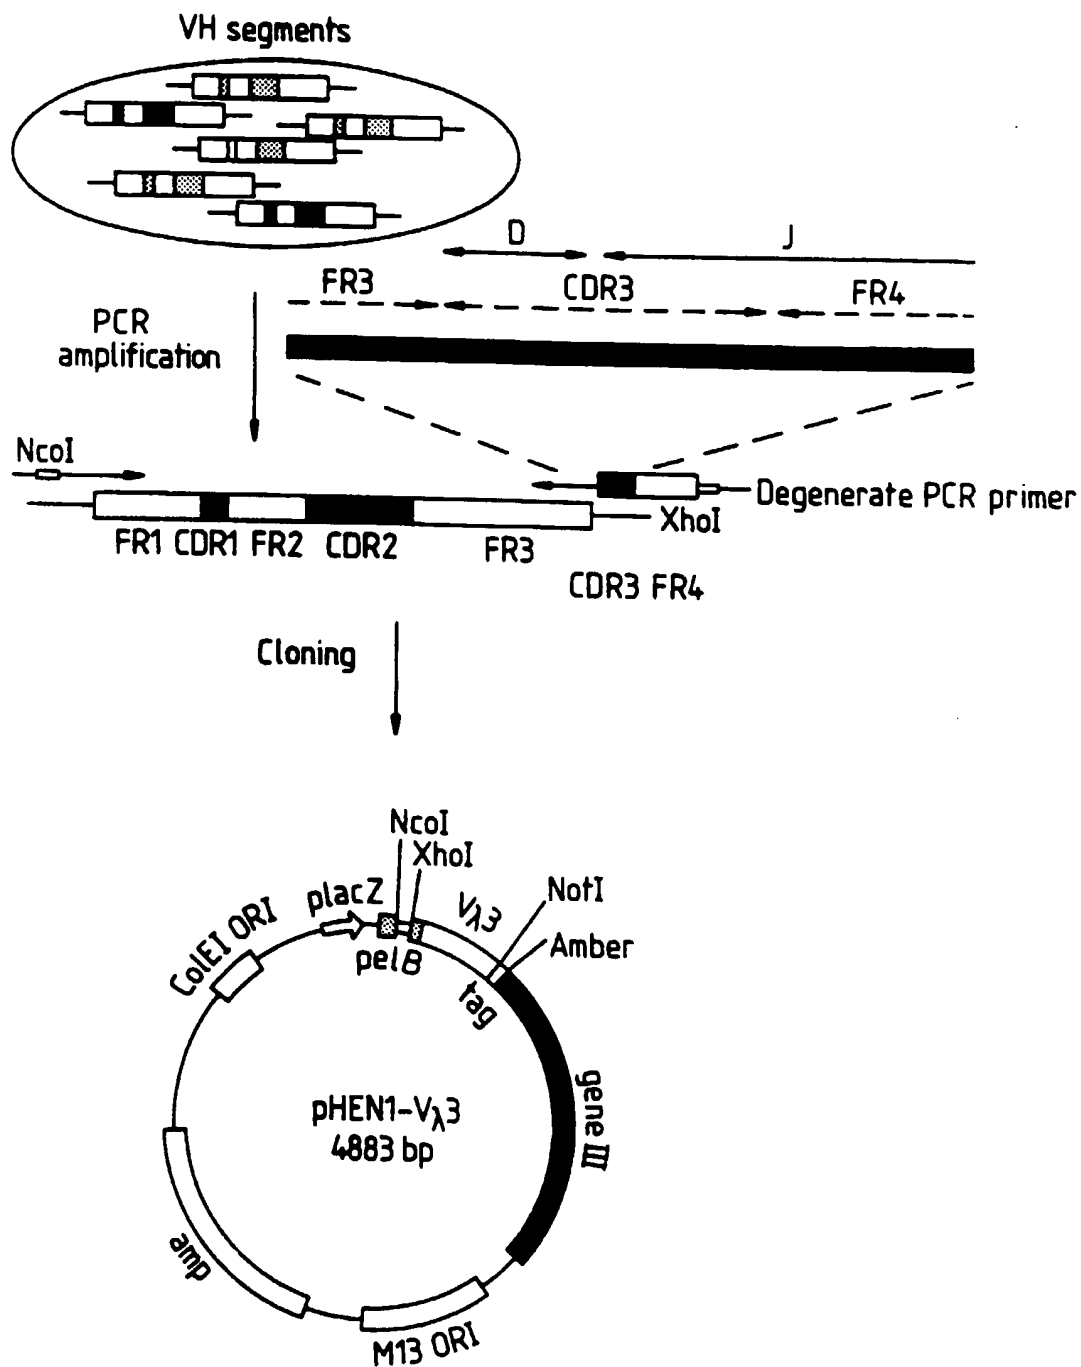 VH segments
D
J
FR3
CDR3
FR4
PCR
amplification
NcoI
Degenerate PCR primer
XhoI
FR1 CDR1 FR2 CDR2 FR3
CDR3 FR4
Cloning
NcoI
XhoI
placZ
Vλ3
NotI
Amber
ColEI ORI
pelB
tag
gene III
pHEN1-Vλ3
4883 bp
amp
M13 ORI